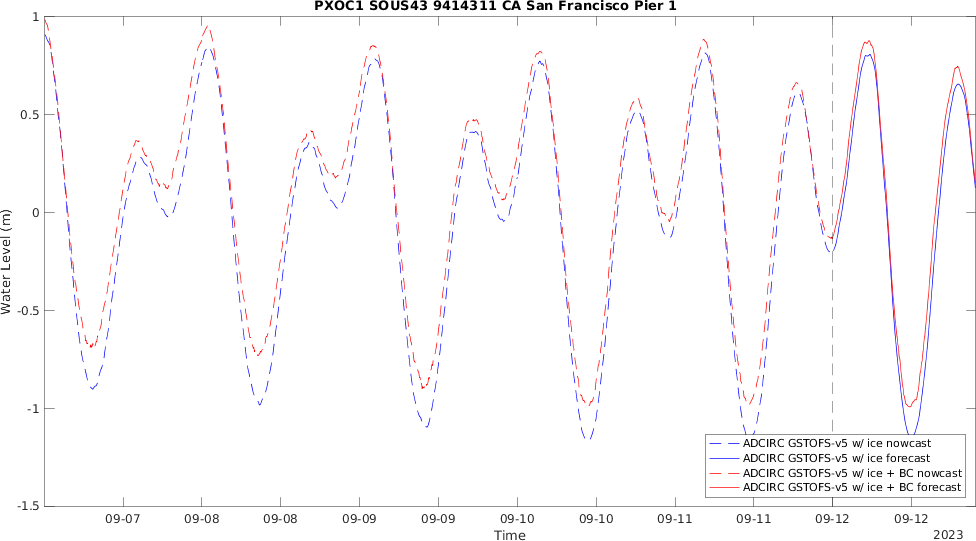 PXOC1 SOUS43 9414311 CA San Francisco Pier 1
1
0.5
0
-0.5
-1
-1.5
Water Level (m)
ADCIRC GSTOFS-v5 w/ ice nowcast
ADCIRC GSTOFS-v5 w/ ice forecast
ADCIRC GSTOFS-v5 w/ ice + BC nowcast
ADCIRC GSTOFS-v5 w/ ice + BC forecast
09-07 09-08 09-08 09-09 09-09 09-10 09-10 09-11 09-11 09-12 09-12
Time
2023